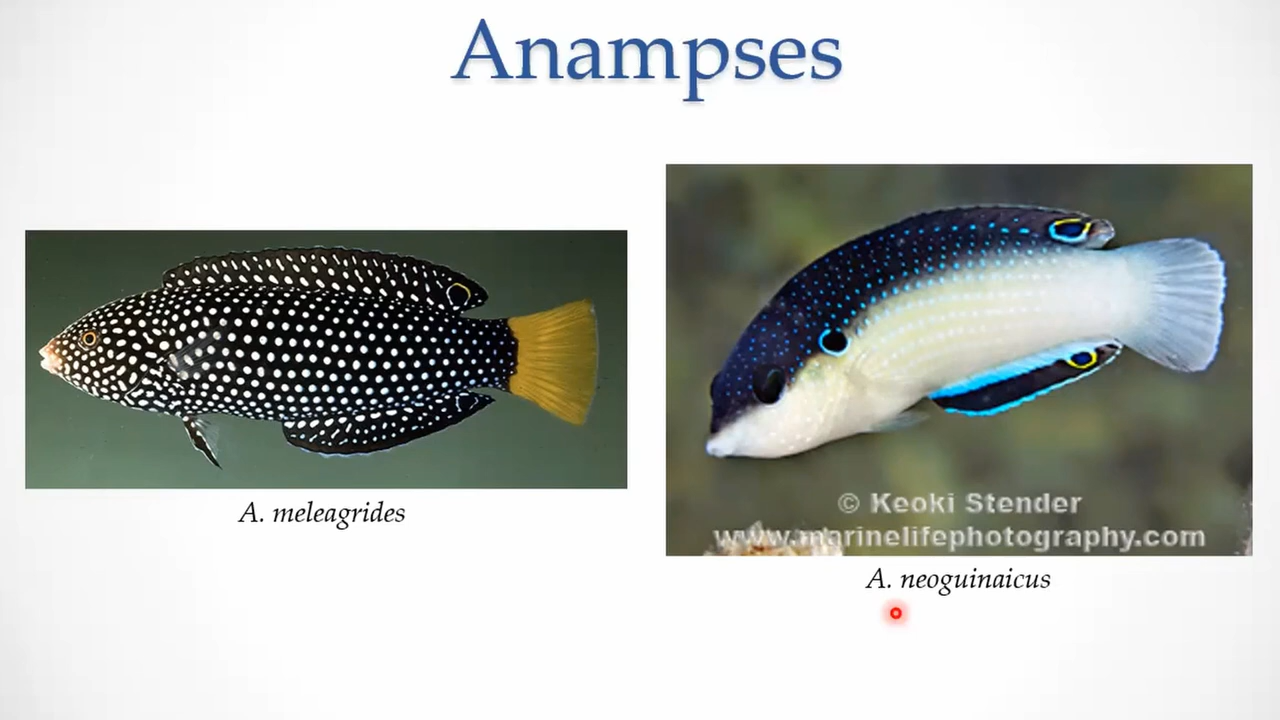 Anampses
A. meleagrides
© Keoki Stender
www.marinelifephotography.com
A. neoguinaicus